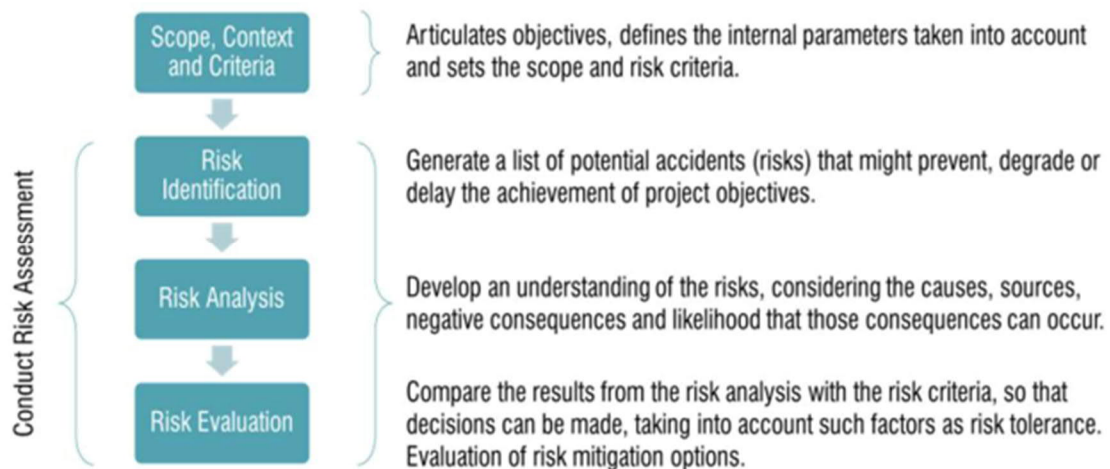 Scope, Context
and Criteria
Articulates objectives, defines the internal parameters taken into account
and sets the scope and risk criteria.
Conduct Risk Assessment
Risk
Identification
Generate a list of potential accidents (risks) that might prevent, degrade or
delay the achievement of project objectives.
Risk Analysis
Develop an understanding of the risks, considering the causes, sources,
negative consequences and likelihood that those consequences can occur.
Risk Evaluation
Compare the results from the risk analysis with the risk criteria, so that
decisions can be made, taking into account such factors as risk tolerance.
Evaluation of risk mitigation options.